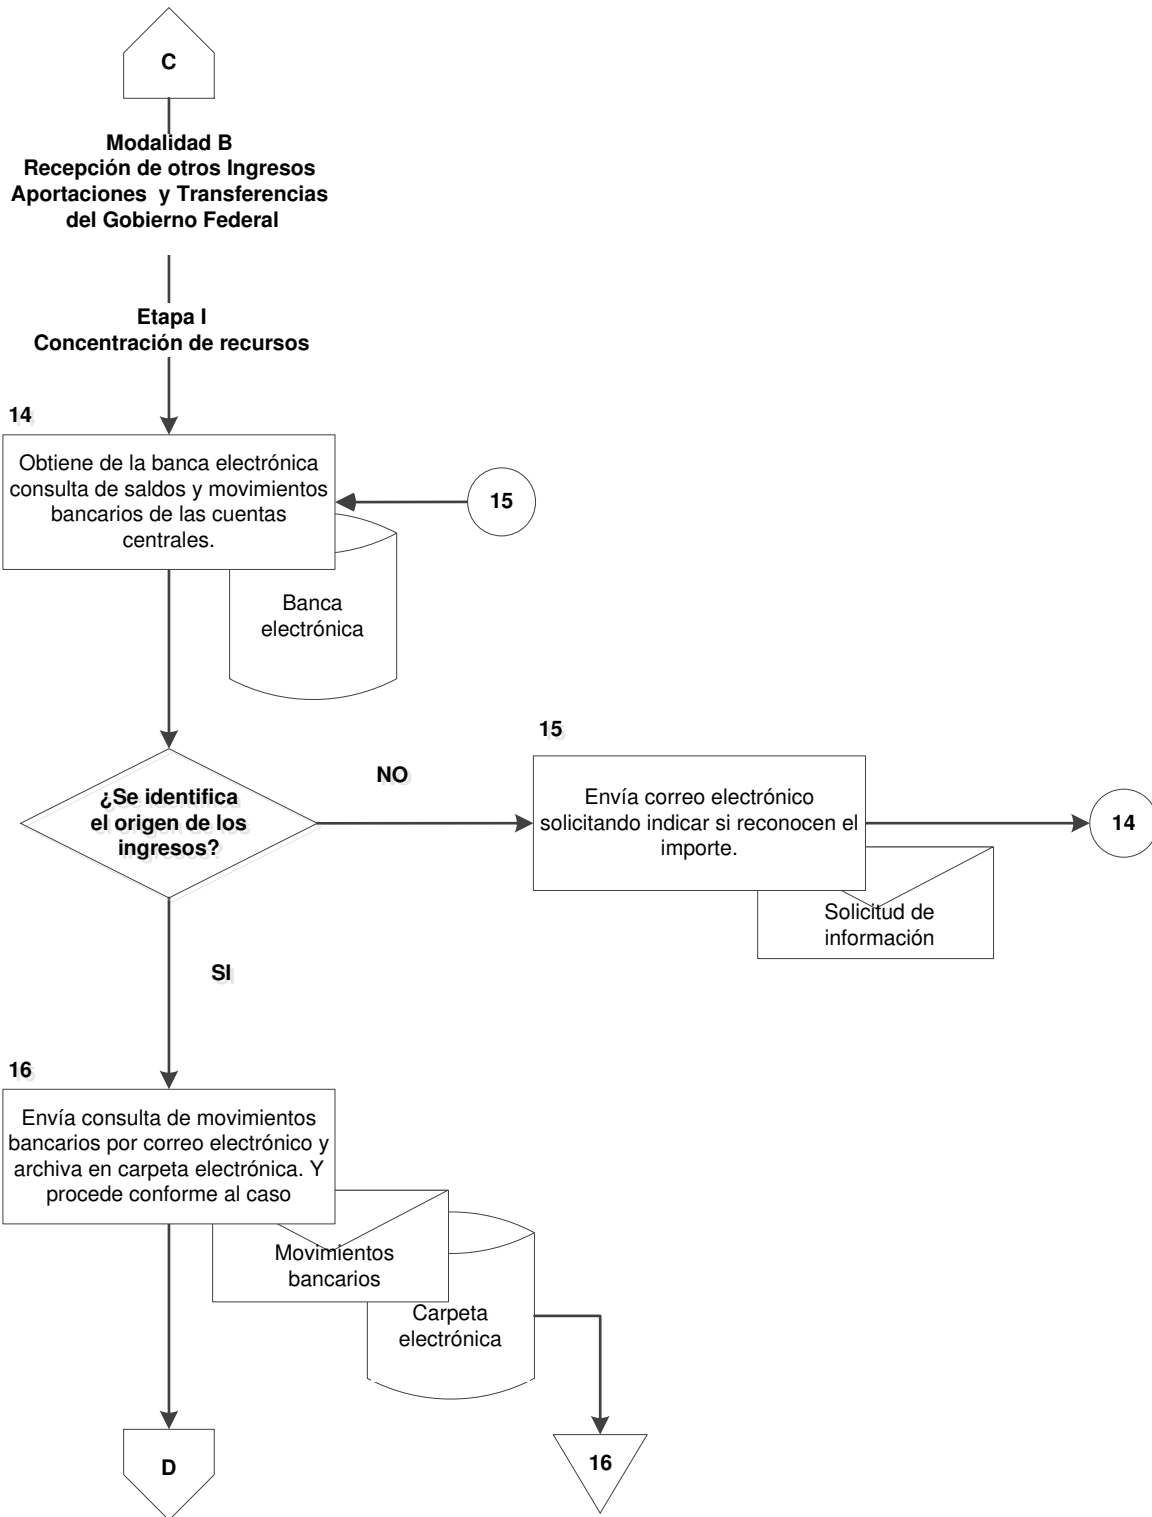 C
Modalidad B
Recepción de otros Ingresos
Aportaciones y Transferencias
del Gobierno Federal
Etapa I
Concentración de recursos
14
Obtiene de la banca electrónica
consulta de saldos y movimientos
bancarios de las cuentas
centrales.
15
Banca
electrónica
¿Se identifica
el origen de los
ingresos?
NO
15
Envía correo electrónico
solicitando indicar si reconocen el
importe.
14
Solicitud de
información
SI
16
Envía consulta de movimientos
bancarios por correo electrónico y
archiva en carpeta electrónica. Y
procede conforme al caso
Movimientos
bancarios
Carpeta
electrónica
D
16